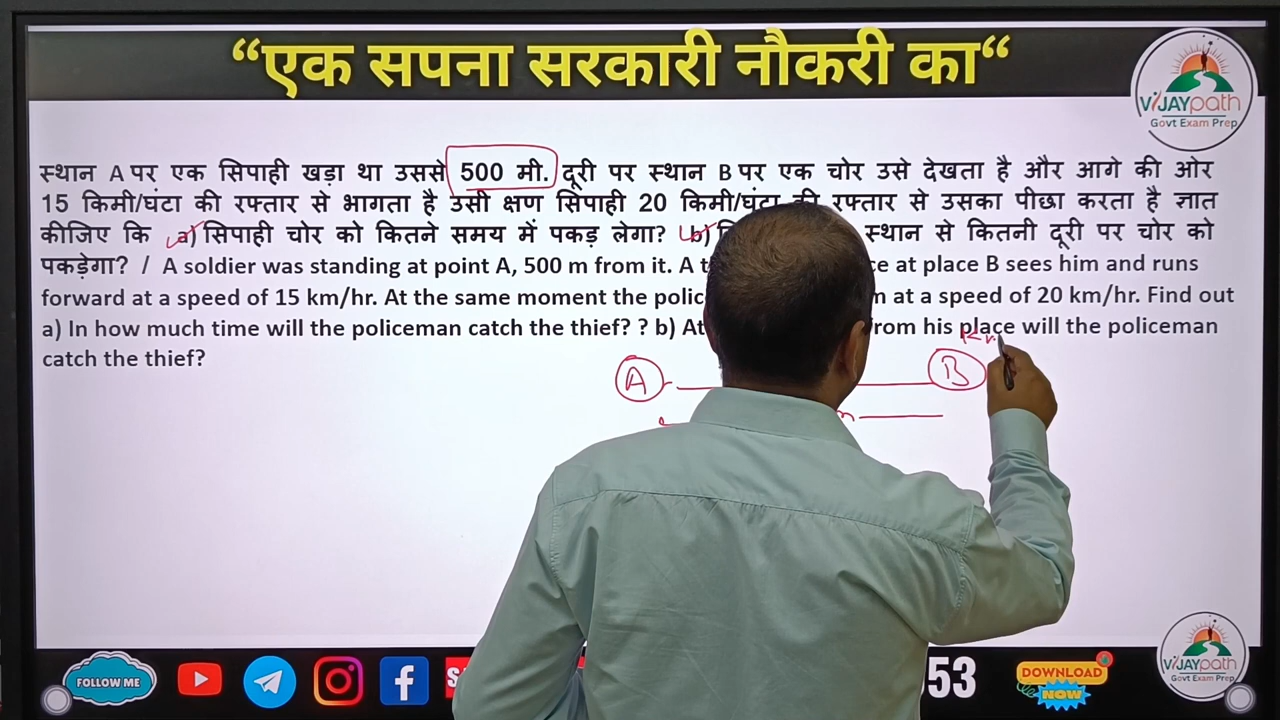 “एक सपना सरकारी नौकरी का“
VIJAYpath
Govt Exam Prep
स्थान A पर एक सिपाही खड़ा था उससे 500 मी. दूरी पर स्थान B पर एक चोर उसे देखता है और आगे की ओर
15 किमी/घंटा की रफ्तार से भागता है उसी क्षण सिपाही 20 किमी/घंटा की रफ्तार से उसका पीछा करता है ज्ञात
कीजिए कि a) सिपाही चोर को कितने समय में पकड़ लेगा? b) स्थान से कितनी दूरी पर चोर को
पकड़ेगा? / A soldier was standing at point A, 500 m from it. A at place B sees him and runs
forward at a speed of 15 km/hr. At the same moment the at a speed of 20 km/hr. Find out
a) In how much time will the policeman catch the thief? ? b) At from his place will the policeman
catch the thief?
A B
FOLLOW ME
53
DOWNLOAD
NOW
VIJAYpath
Govt Exam Prep